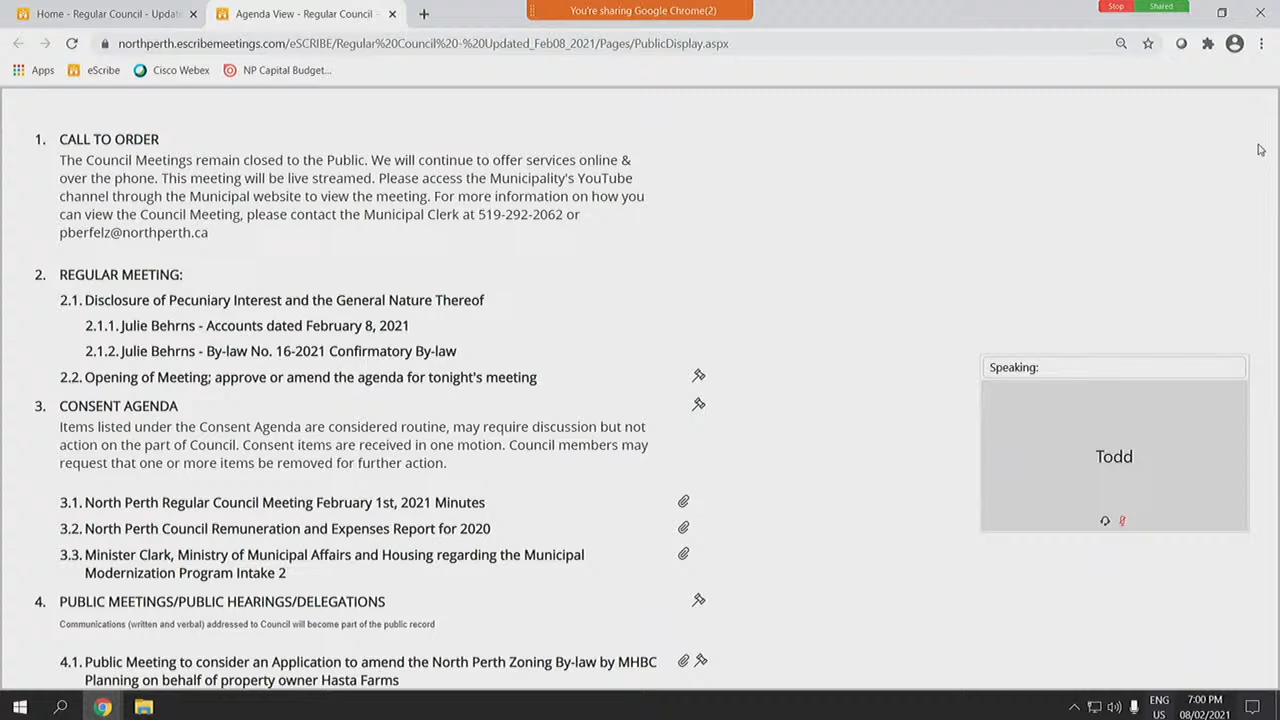 Home - Regular Council - Updat
Agenda View - Regular Council -
You're sharing Google Chrome(2)
Stop
Shared
northperth.escribemeetings.com/eSCRIBE/Regular%20Council%20-%20Updated_Feb08_2021/Pages/PublicDisplay.aspx
Apps
eScribe
Cisco Webex
NP Capital Budget...
1. CALL TO ORDER
The Council Meetings remain closed to the Public. We will continue to offer services online &
over the phone. This meeting will be live streamed. Please access the Municipality's YouTube
channel through the Municipal website to view the meeting. For more information on how you
can view the Council Meeting, please contact the Municipal Clerk at 519-292-2062 or
pberfelz@northperth.ca
2. REGULAR MEETING:
2.1. Disclosure of Pecuniary Interest and the General Nature Thereof
2.1.1. Julie Behrns - Accounts dated February 8, 2021
2.1.2. Julie Behrns - By-law No. 16-2021 Confirmatory By-law
2.2. Opening of Meeting; approve or amend the agenda for tonight's meeting
3. CONSENT AGENDA
Items listed under the Consent Agenda are considered routine, may require discussion but not
action on the part of Council. Consent items are received in one motion. Council members may
request that one or more items be removed for further action.
3.1. North Perth Regular Council Meeting February 1st, 2021 Minutes
3.2. North Perth Council Remuneration and Expenses Report for 2020
3.3. Minister Clark, Ministry of Municipal Affairs and Housing regarding the Municipal
Modernization Program Intake 2
4. PUBLIC MEETINGS/PUBLIC HEARINGS/DELEGATIONS
Communications (written and verbal) addressed to Council will become part of the public record
4.1. Public Meeting to consider an Application to amend the North Perth Zoning By-law by MHBC
Planning on behalf of property owner Hasta Farms
Speaking:
Todd
ENG
US
7:00 PM
08/02/2021